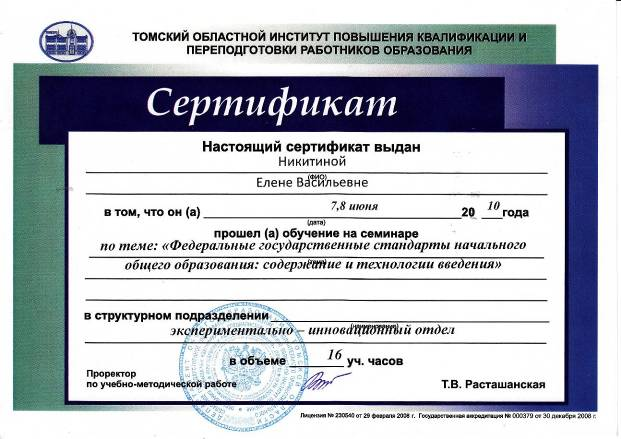 ТОМСКИЙ ОБЛАСТНОЙ ИНСТИТУТ ПОВЫШЕНИЯ КВАЛИФИКАЦИИ И
ПЕРЕПОДГОТОВКИ РАБОТНИКОВ ОБРАЗОВАНИЯ
Сертификат
Настоящий сертификат выдан
Никитиной
(ФИО)
Елене Васильевне
в том, что он (а) 7,8 июня 20 10 года
(дата)
прошел (а) обучение на семинаре
по теме: «Федеральные государственные стандарты начального
(тема)
общего образования: содержание и технологии введения»
в структурном подразделении
(наименование)
экспериментально – инновационный отдел
в объеме 16 уч. часов
Проректор
по учебно-методической работе Т.В. Расташанская
Лицензия № 230540 от 29 февраля 2008 г. Государственная аккредитация № 000379 от 30 декабря 2008 г.